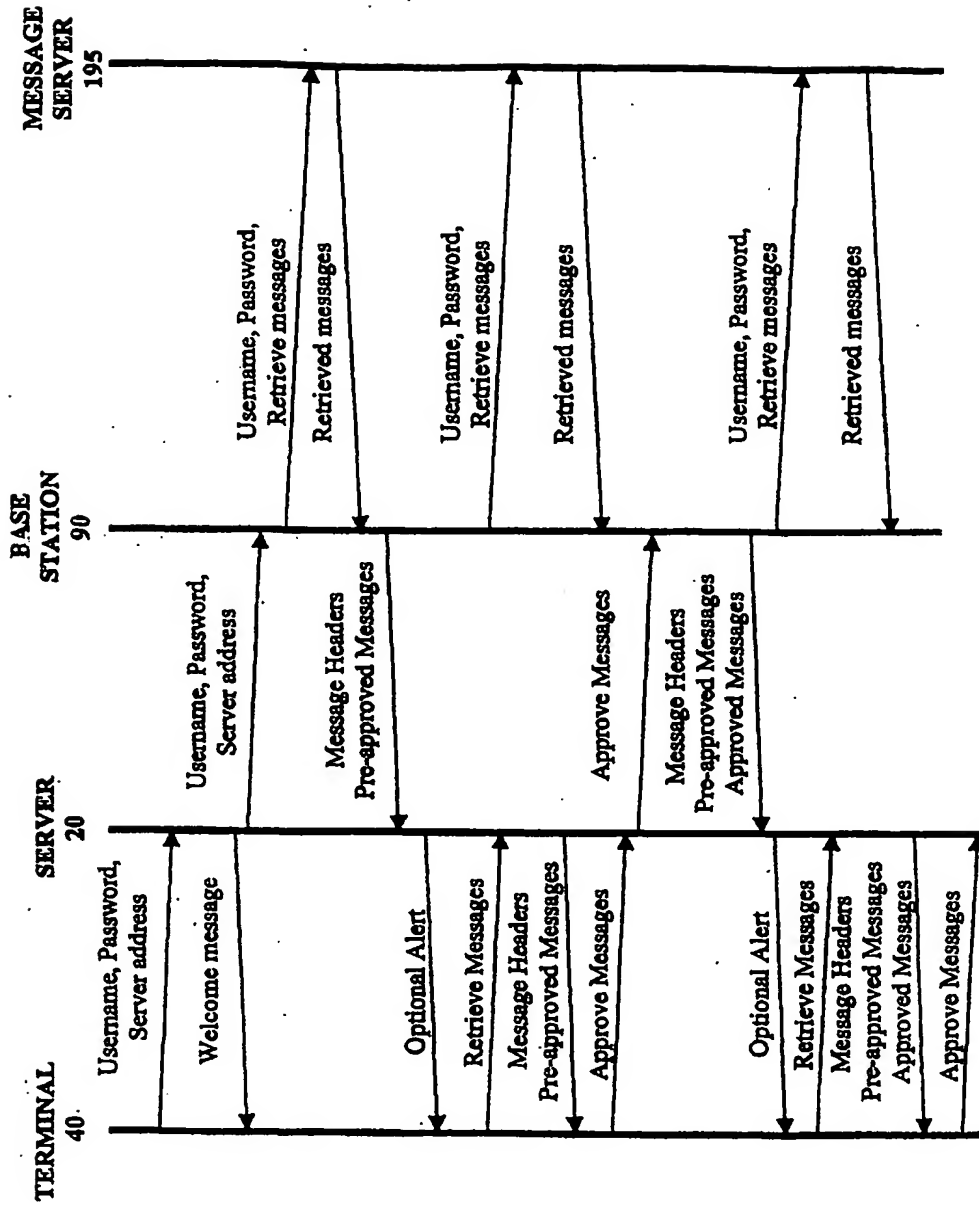 TERMINAL
40
SERVER
20
BASE
STATION
90
MESSAGE
SERVER
195
Username, Password,
Server address
Welcome message
Optional Alert
Retrieve Messages
Message Headers
Pre-approved Messages
Approve Messages
Optional Alert
Retrieve Messages
Message Headers
Pre-approved Messages
Approved Messages
Approve Messages
Username, Password,
Server address
Message Headers
Pre-approved Messages
Approve Messages
Message Headers
Pre-approved Messages
Approved Messages
Username, Password,
Retrieve messages
Retrieved messages
Username, Password,
Retrieve messages
Retrieved messages
Username, Password,
Retrieve messages
Retrieved messages